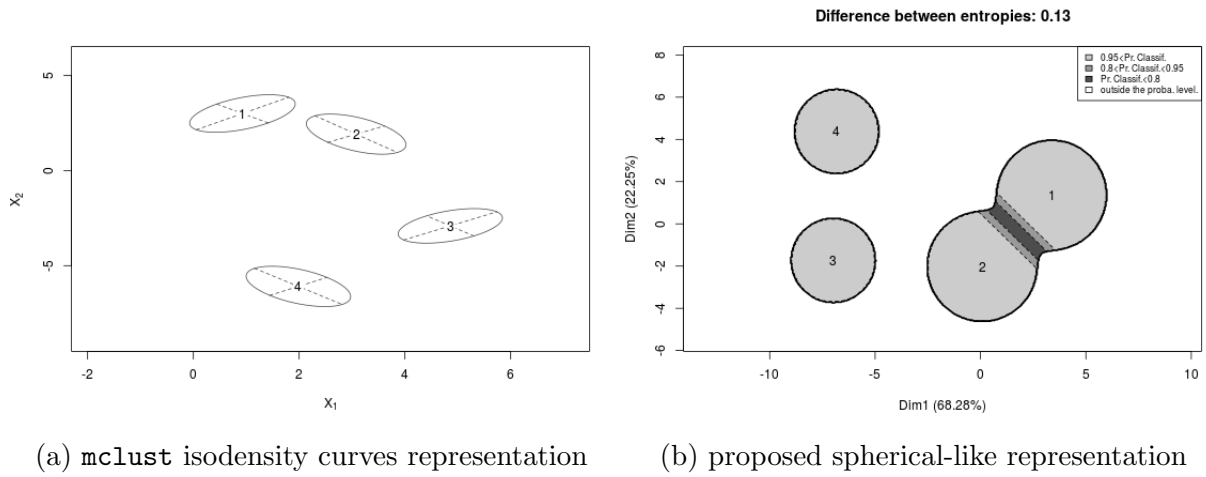 Difference between entropies: 0.13
5
0
-5
X2
1
2
3
4
-2
0
2
4
6
X1
8
6
4
2
0
-2
-4
-6
Dim2 (22.25%)
0.95<Pr. Classif.
0.8<Pr. Classif.<0.95
Pr. Classif.<0.8
outside the proba. level.
4
1
3
2
-10
-5
0
5
10
Dim1 (68.28%)
(a) mclust isodensity curves representation
(b) proposed spherical-like representation